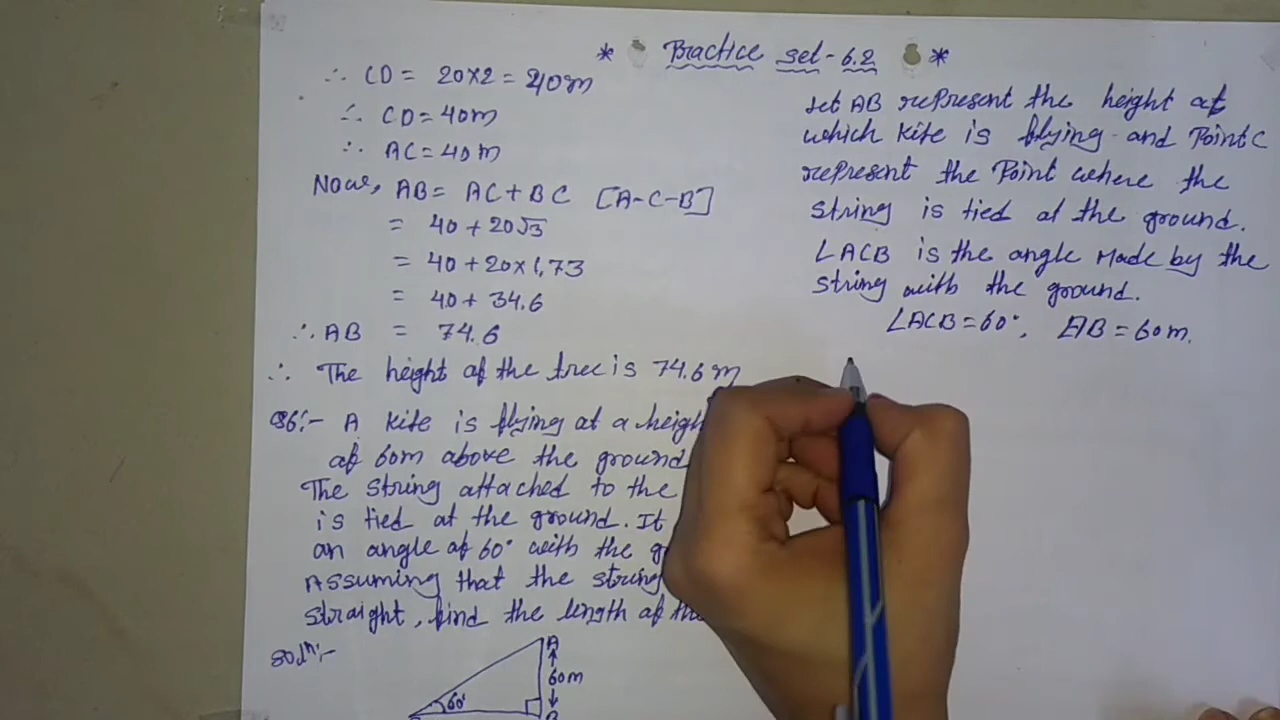 * Practice set-6.2 *
∴ CD = 20×2 = 40m
∴ CD = 40m
∴ AC = 40m
Now, AB = AC + BC [A-C-B]
= 40 + 20√3
= 40 + 20×1.73
= 40 + 34.6
∴ AB = 74.6
∴ The height of the tree is 74.6 m
Q6:- A kite is flying at a height
of 60m above the ground
The string attached to the
is tied at the ground. It
an angle of 60° with the
Assuming that the string
straight, find the length of the
Soln:-
A
60m
60°
Let AB represent the height at
which kite is flying and Point C
represent the Point where the
string is tied at the ground.
∠ACB is the angle made by the
string with the ground.
∠ACB = 60°, AB = 60m.